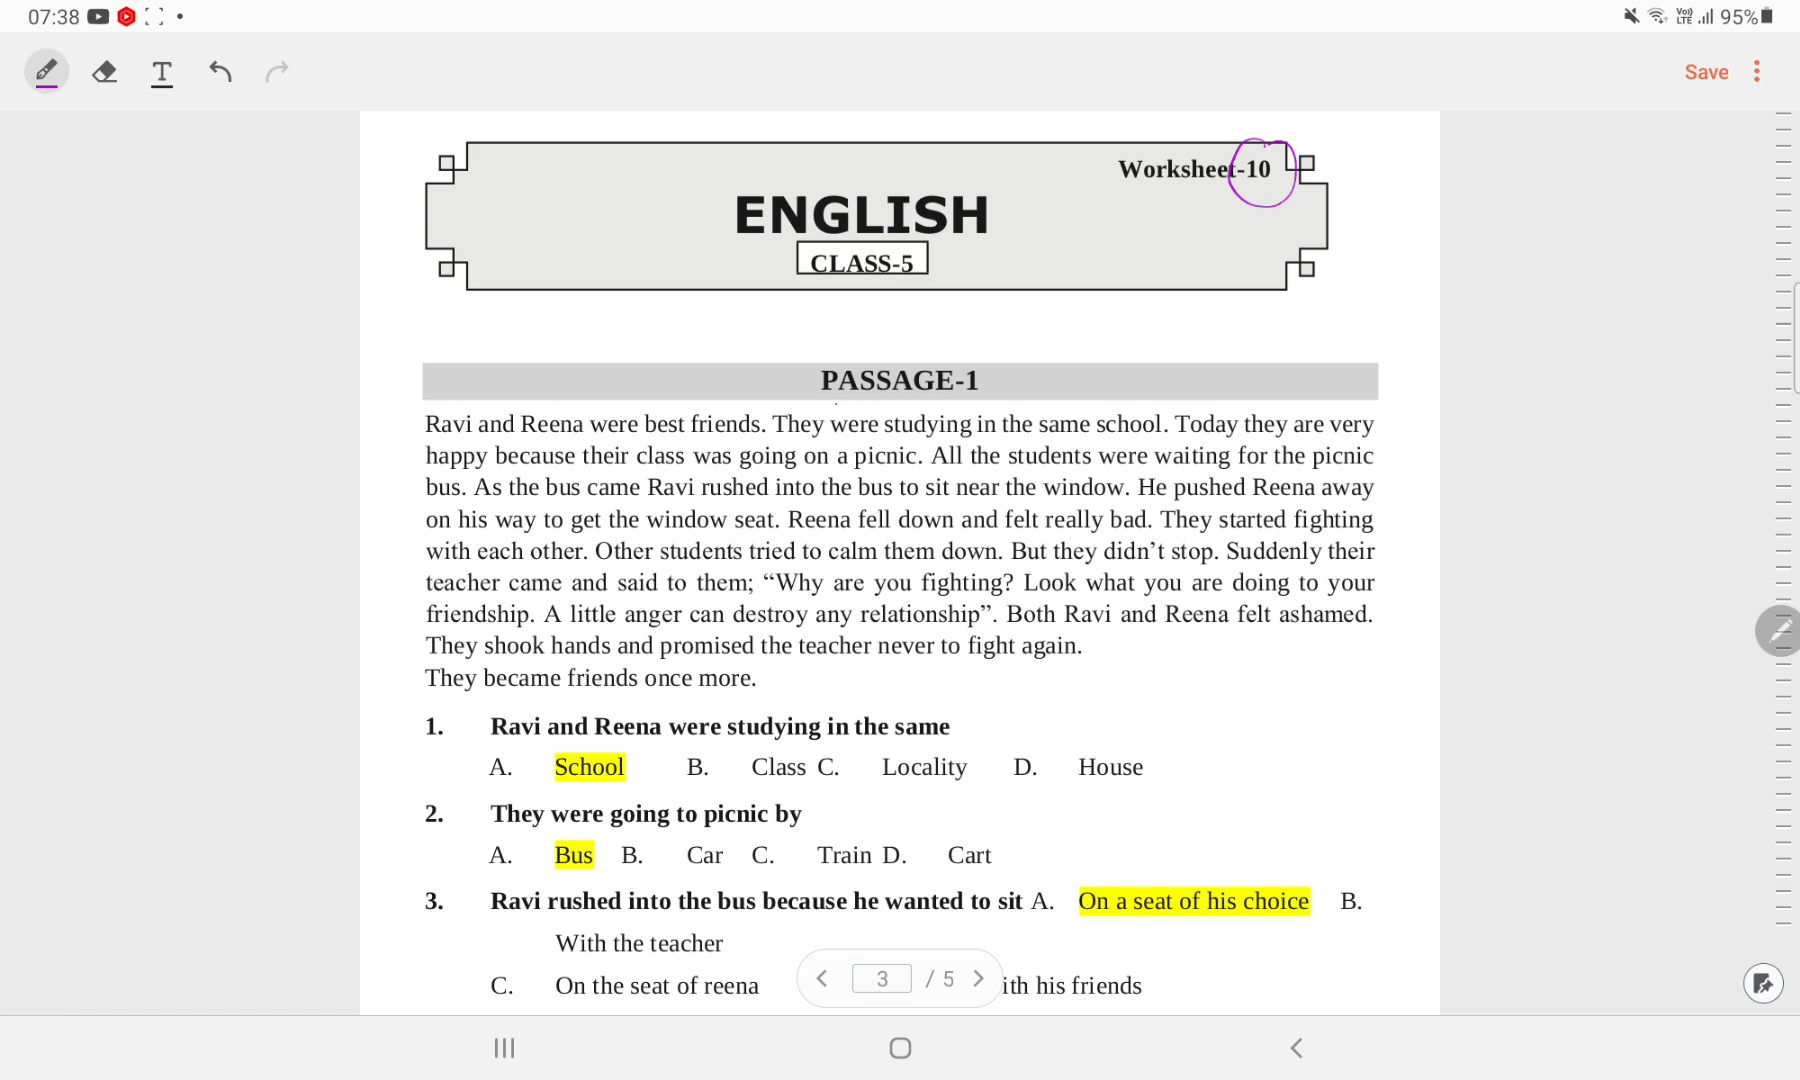 07:38
Vo)) LTE 95%
Save
Worksheet-10
ENGLISH
CLASS-5
PASSAGE-1
Ravi and Reena were best friends. They were studying in the same school. Today they are very
happy because their class was going on a picnic. All the students were waiting for the picnic
bus. As the bus came Ravi rushed into the bus to sit near the window. He pushed Reena away
on his way to get the window seat. Reena fell down and felt really bad. They started fighting
with each other. Other students tried to calm them down. But they didn’t stop. Suddenly their
teacher came and said to them; “Why are you fighting? Look what you are doing to your
friendship. A little anger can destroy any relationship”. Both Ravi and Reena felt ashamed.
They shook hands and promised the teacher never to fight again.
They became friends once more.
1. Ravi and Reena were studying in the same
A. School B. Class C. Locality D. House
2. They were going to picnic by
A. Bus B. Car C. Train D. Cart
3. Ravi rushed into the bus because he wanted to sit A. On a seat of his choice B.
With the teacher
C. On the seat of reena ith his friends
3 / 5